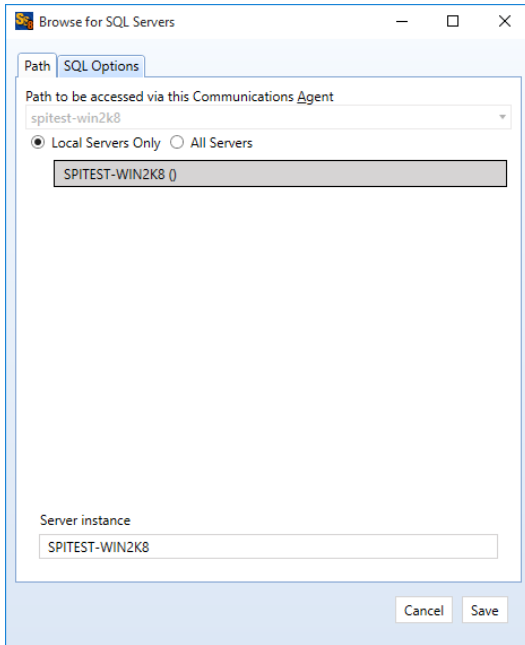 Browse for SQL Servers
Path
SQL Options
Path to be accessed via this Communications Agent
spitest-win2k8
Local Servers Only
All Servers
SPITEST-WIN2K8 ()
Server instance
SPITEST-WIN2K8
Cancel
Save